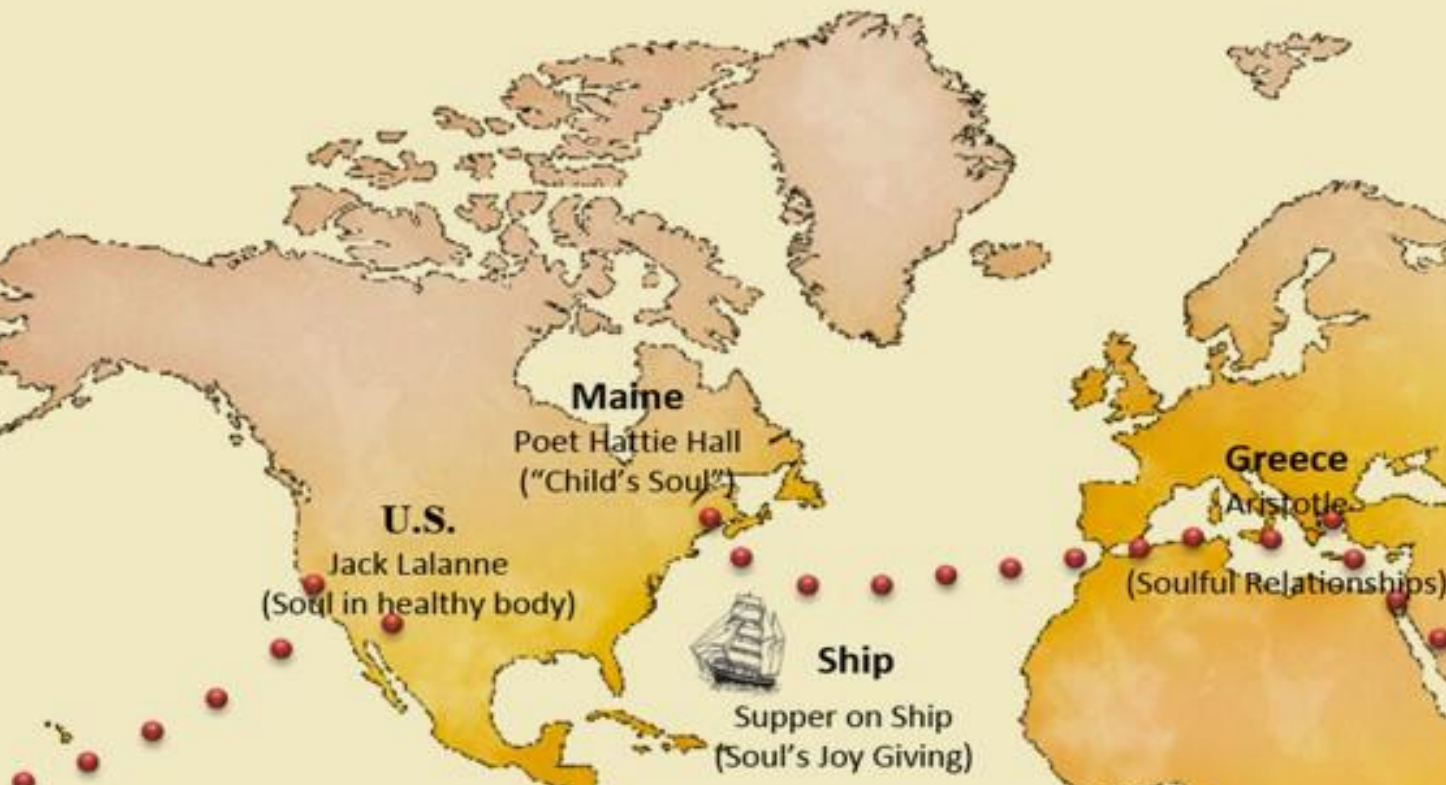 Maine
Poet Hattie Hall
(“Child’s Soul”)
U.S.
Jack Lalanne
(Soul in healthy body)
Greece
Aristotle
(Soulful Relationships)
Ship
Supper on Ship
(Soul’s Joy Giving)